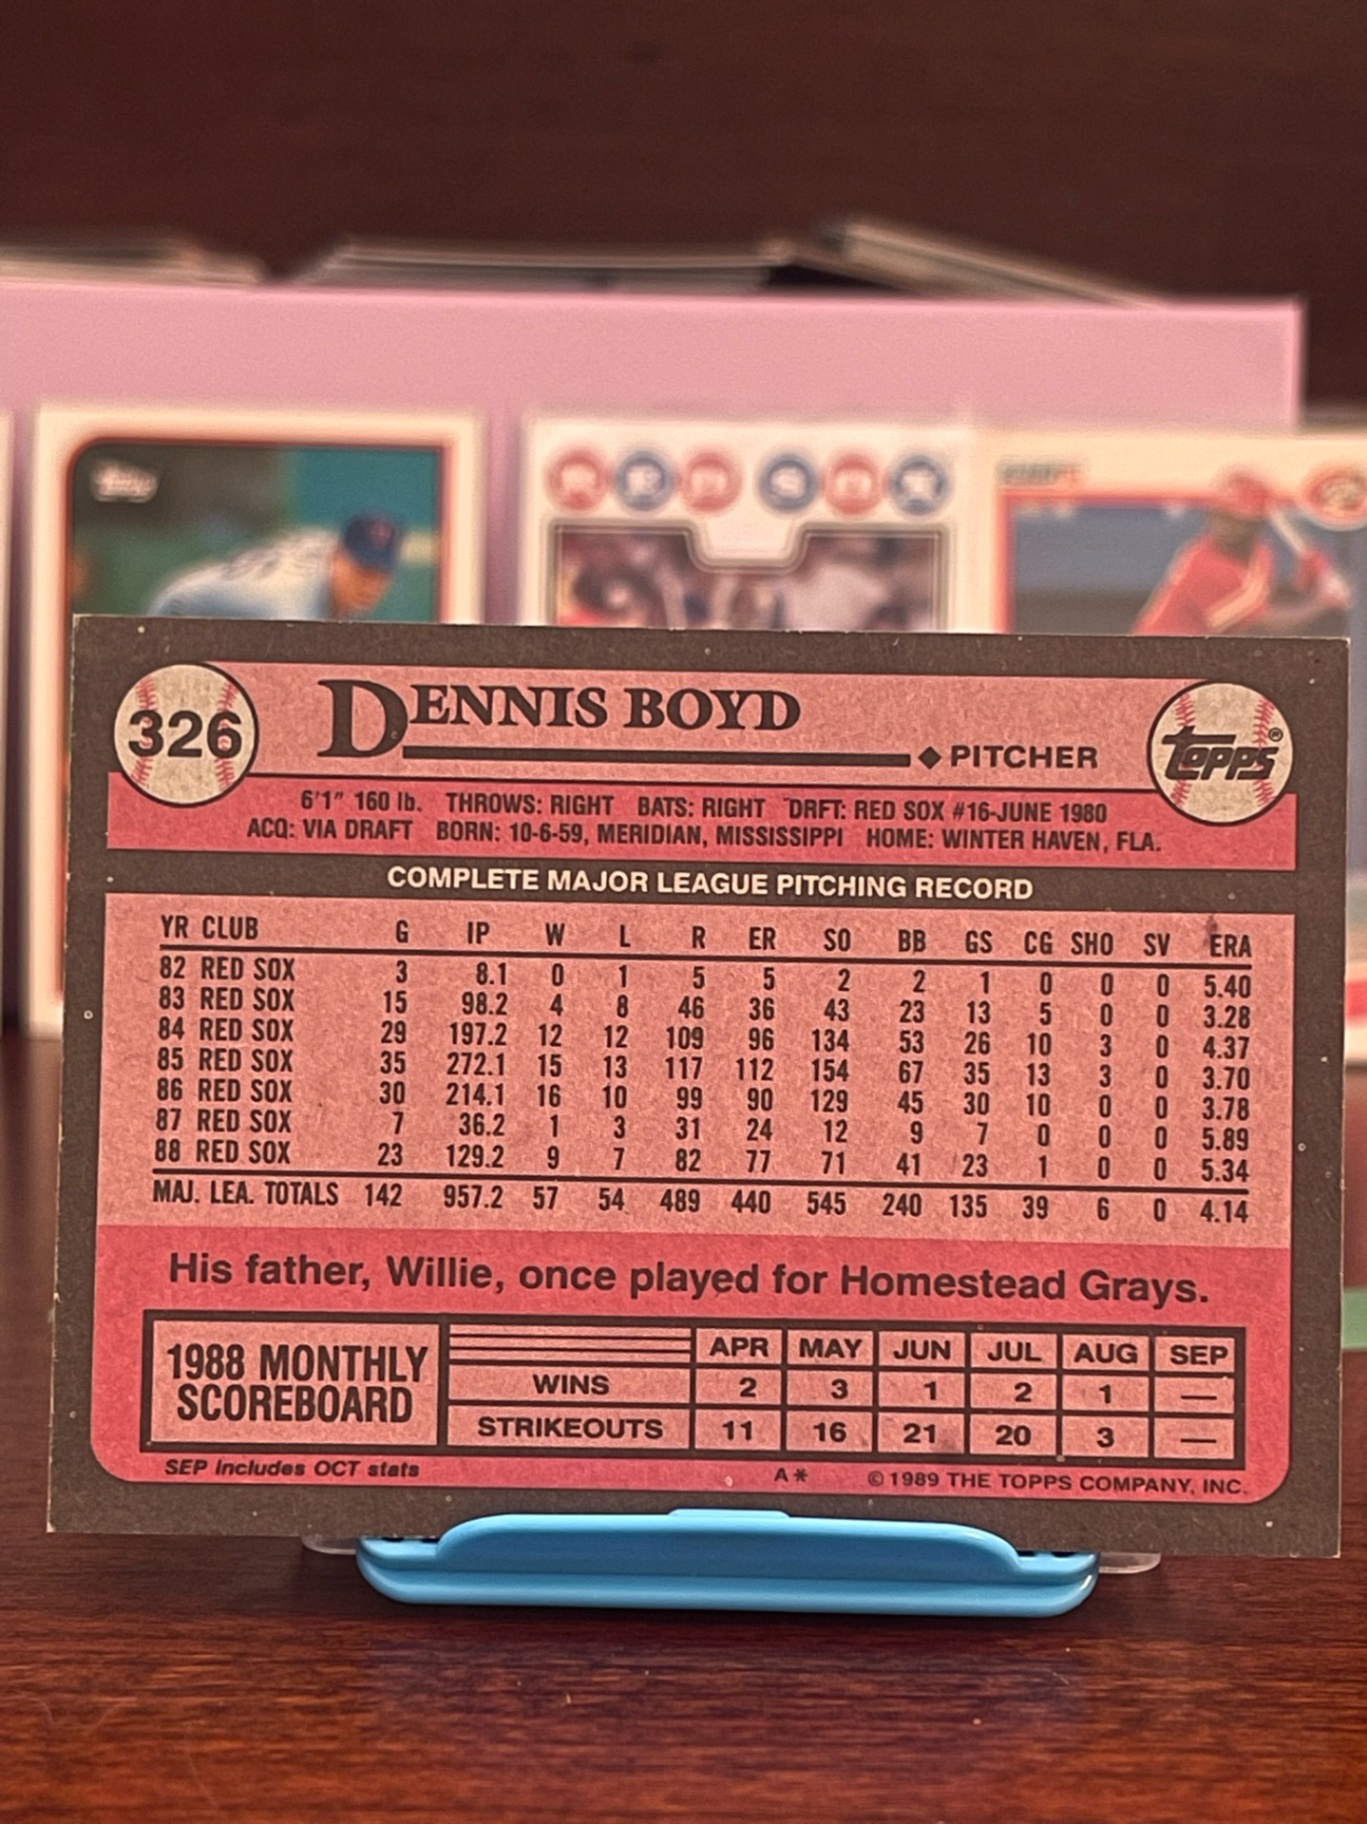 Topps
RED SOX
326
DENNIS BOYD
PITCHER
Topps®
6'1" 160 lb. THROWS: RIGHT BATS: RIGHT DRFT: RED SOX #16-JUNE 1980
ACQ: VIA DRAFT BORN: 10-6-59, MERIDIAN, MISSISSIPPI HOME: WINTER HAVEN, FLA.
COMPLETE MAJOR LEAGUE PITCHING RECORD
YR CLUB G IP W L R ER SO BB GS CG SHO SV ERA
82 RED SOX 3 8.1 0 1 5 5 2 2 1 0 0 0 5.40
83 RED SOX 15 98.2 4 8 46 36 43 23 13 5 0 0 3.28
84 RED SOX 29 197.2 12 12 109 96 134 53 26 10 3 0 4.37
85 RED SOX 35 272.1 15 13 117 112 154 67 35 13 3 0 3.70
86 RED SOX 30 214.1 16 10 99 90 129 45 30 10 0 0 3.78
87 RED SOX 7 36.2 1 3 31 24 12 9 7 0 0 0 5.89
88 RED SOX 23 129.2 9 7 82 77 71 41 23 1 0 0 5.34
MAJ. LEA. TOTALS 142 957.2 57 54 489 440 545 240 135 39 6 0 4.14
His father, Willie, once played for Homestead Grays.
1988 MONTHLY
SCOREBOARD
APR MAY JUN JUL AUG SEP
WINS 2 3 1 2 1 —
STRIKEOUTS 11 16 21 20 3 —
SEP includes OCT stats
A* © 1989 THE TOPPS COMPANY, INC.